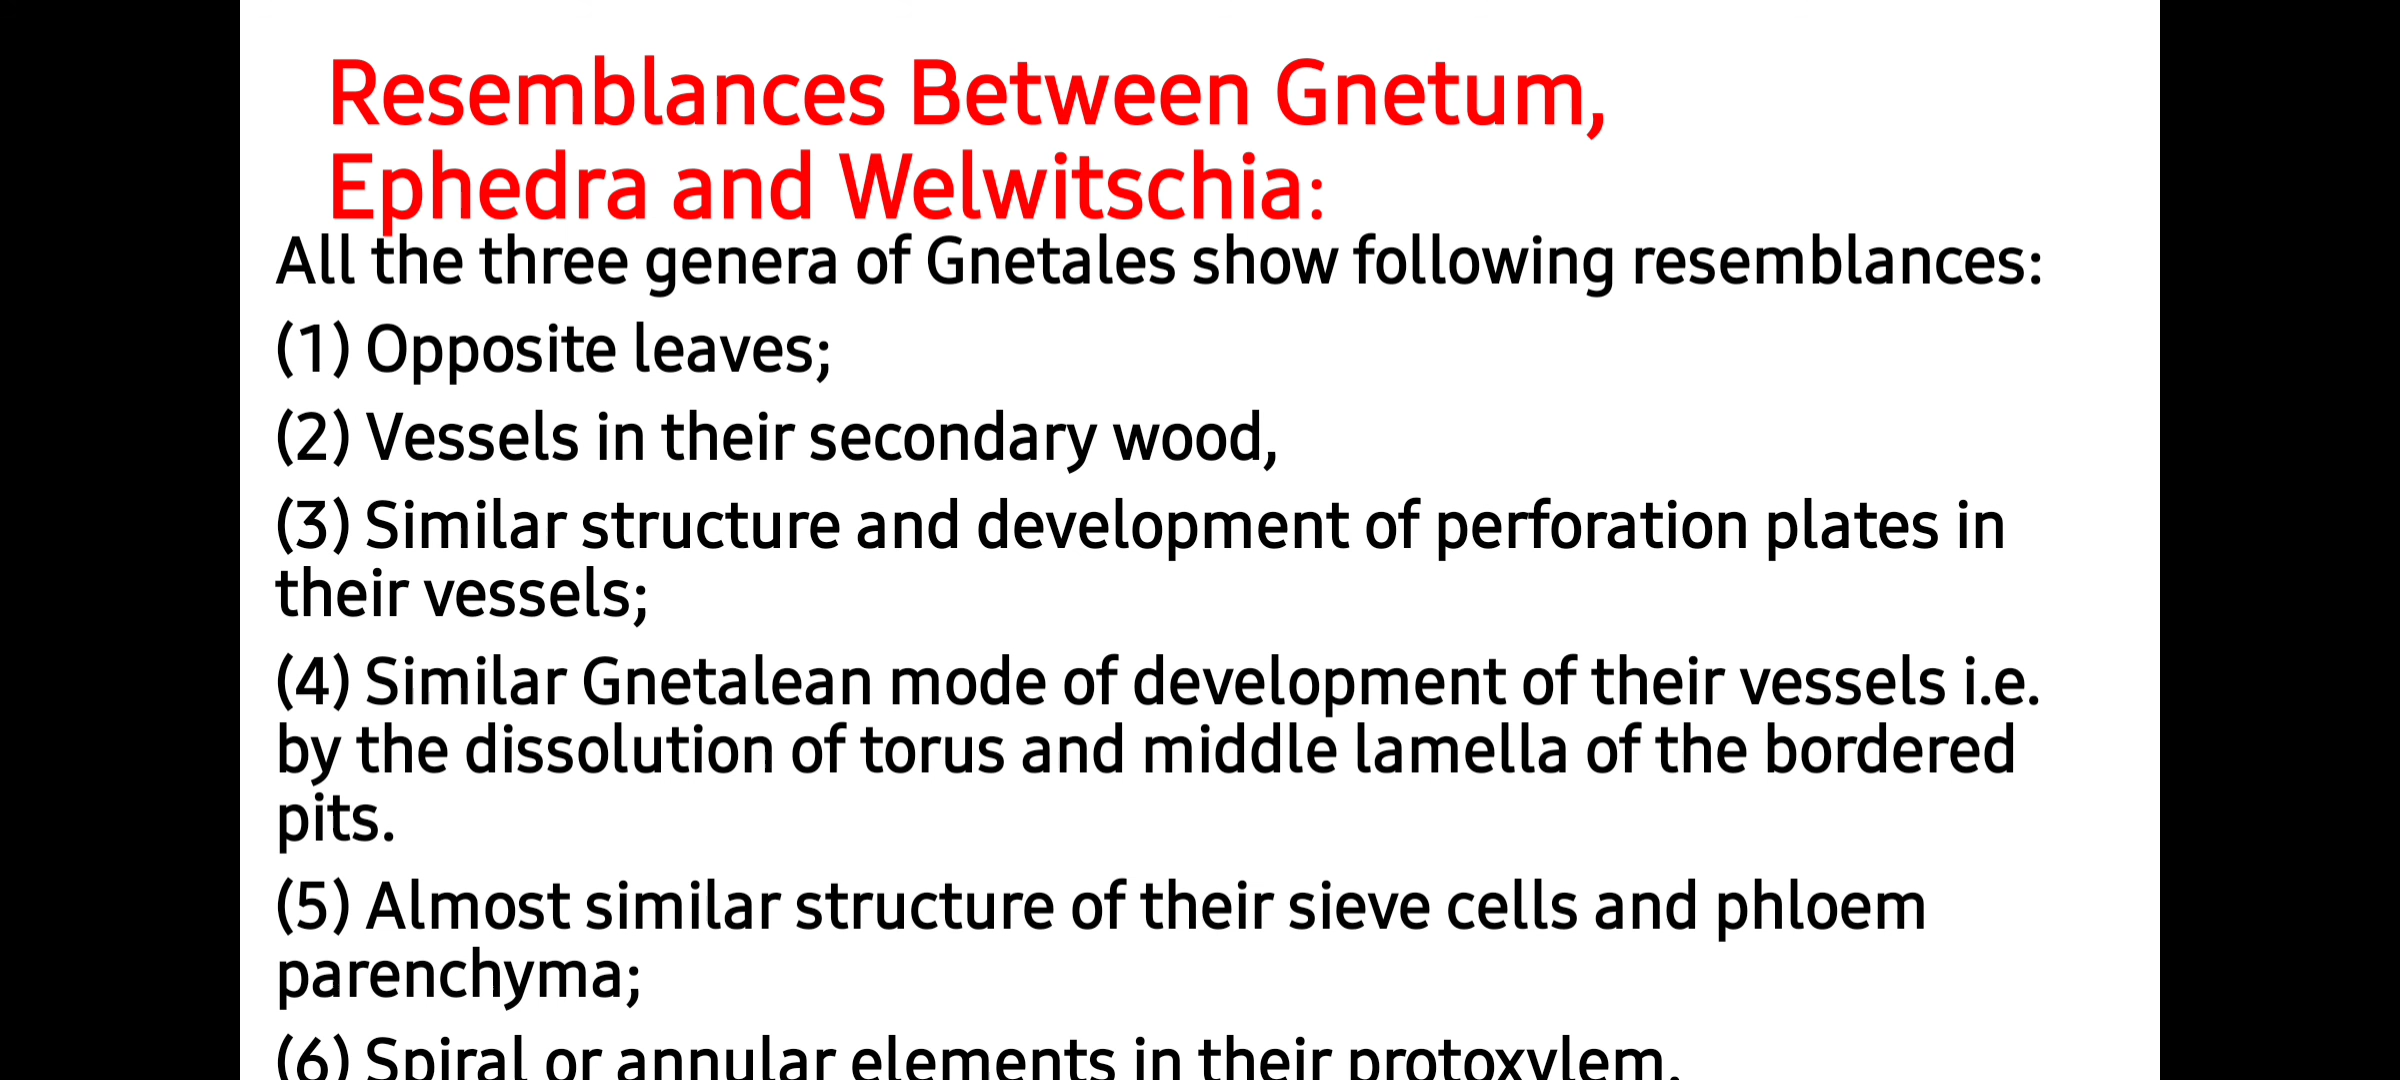 Resemblances Between Gnetum,
Ephedra and Welwitschia:
All the three genera of Gnetales show following resemblances:
(1) Opposite leaves;
(2) Vessels in their secondary wood,
(3) Similar structure and development of perforation plates in
their vessels;
(4) Similar Gnetalean mode of development of their vessels i.e.
by the dissolution of torus and middle lamella of the bordered
pits.
(5) Almost similar structure of their sieve cells and phloem
parenchyma;
(6) Spiral or annular elements in their protoxylem.